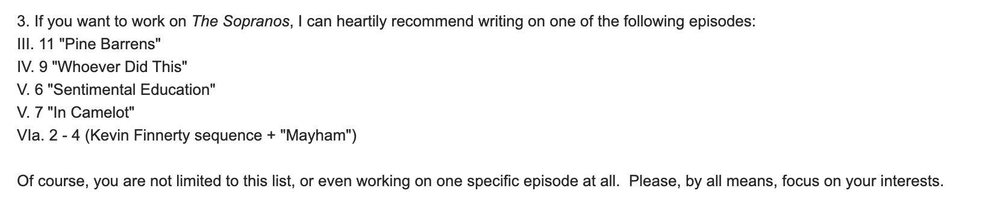 3. If you want to work on The Sopranos, I can heartily recommend writing on one of the following episodes:
III. 11 "Pine Barrens"
IV. 9 "Whoever Did This"
V. 6 "Sentimental Education"
V. 7 "In Camelot"
VIa. 2 - 4 (Kevin Finnerty sequence + "Mayham")
Of course, you are not limited to this list, or even working on one specific episode at all.  Please, by all means, focus on your interests.